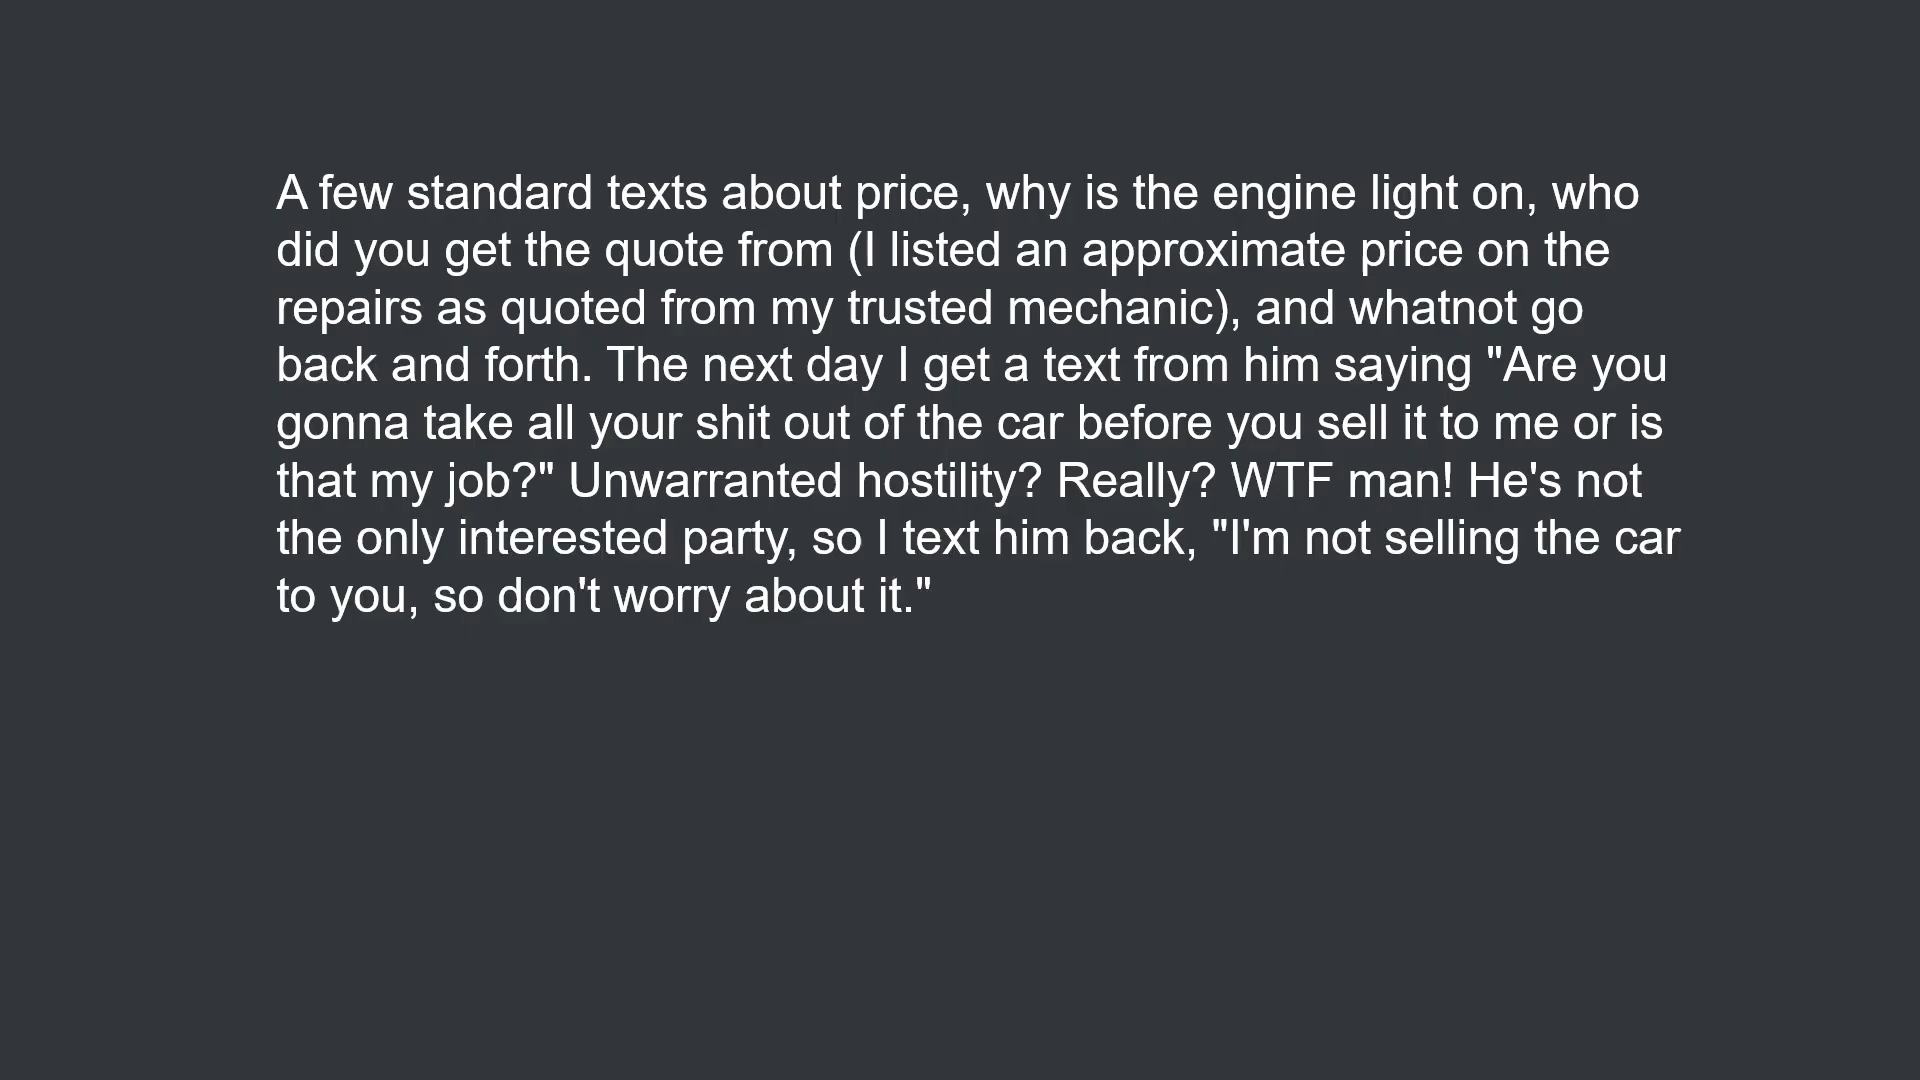 A few standard texts about price, why is the engine light on, who
did you get the quote from (I listed an approximate price on the
repairs as quoted from my trusted mechanic), and whatnot go
back and forth. The next day I get a text from him saying "Are you
gonna take all your shit out of the car before you sell it to me or is
that my job?" Unwarranted hostility? Really? WTF man! He's not
the only interested party, so I text him back, "I'm not selling the car
to you, so don't worry about it."